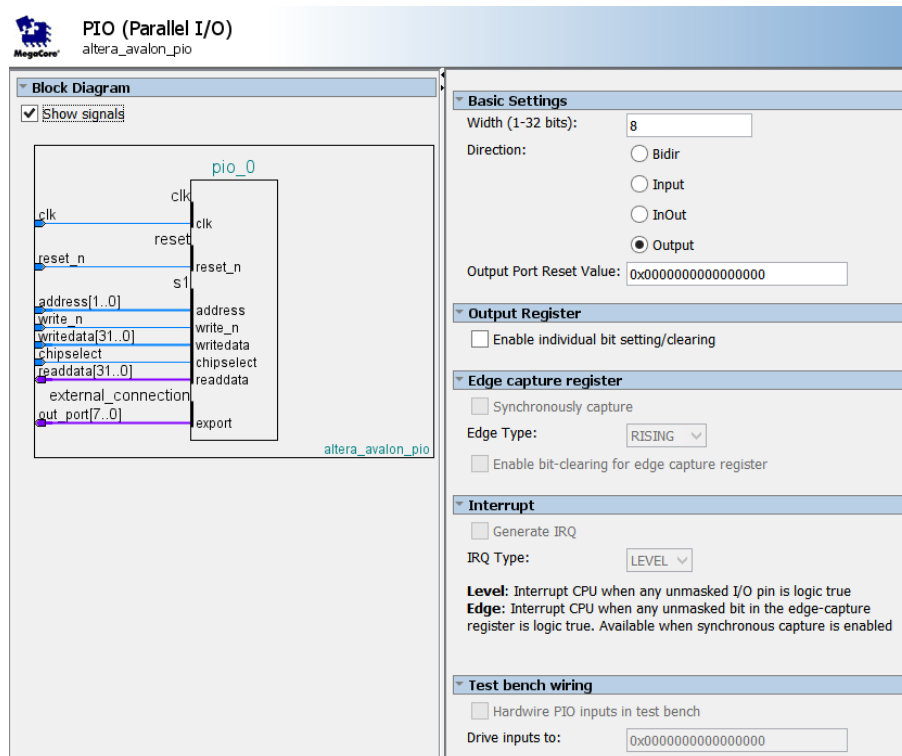 PIO (Parallel I/O)
altera_avalon_pio
MegaCore'
Block Diagram
Show signals
pio_0
clk
clk
clk
reset
reset_n
reset_n
s1
address[1..0]
address
write_n
write_n
writedata[31..0]
writedata
chipselect
chipselect
readdata[31..0]
readdata
external_connection
out_port[7..0]
export
altera_avalon_pio
Basic Settings
Width (1-32 bits): 8
Direction: Bidir
Input
InOut
Output
Output Port Reset Value: 0x0000000000000000
Output Register
Enable individual bit setting/clearing
Edge capture register
Synchronously capture
Edge Type: RISING
Enable bit-clearing for edge capture register
Interrupt
Generate IRQ
IRQ Type: LEVEL
Level: Interrupt CPU when any unmasked I/O pin is logic true
Edge: Interrupt CPU when any unmasked bit in the edge-capture
register is logic true. Available when synchronous capture is enabled
Test bench wiring
Hardwire PIO inputs in test bench
Drive inputs to: 0x0000000000000000